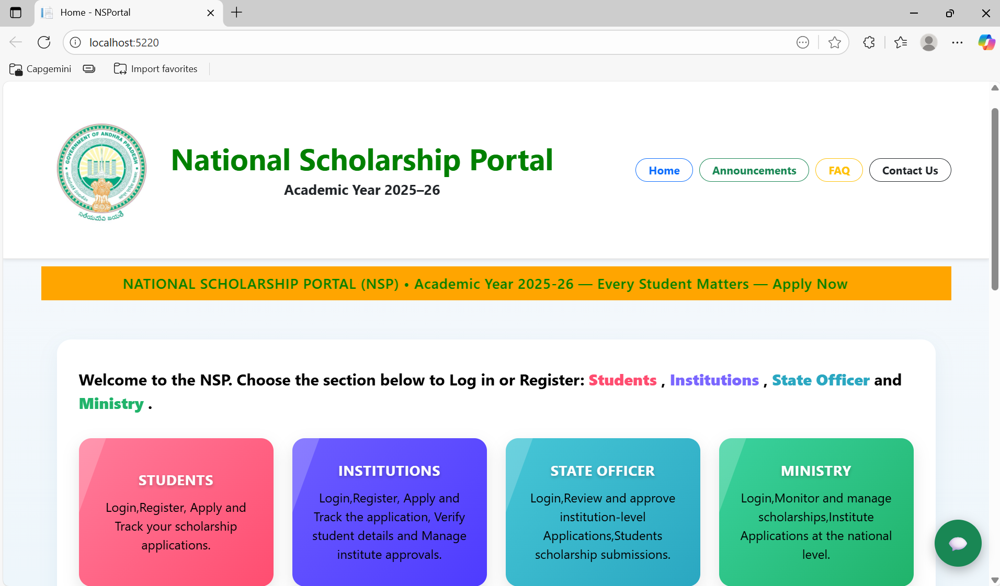 Home - NSPortal
localhost:5220
Capgemini
Import favorites
GOVERNMENT OF ANDHRA PRADESH
సత్యమేవ జయతే
National Scholarship Portal
Academic Year 2025–26
Home
Announcements
FAQ
Contact Us
NATIONAL SCHOLARSHIP PORTAL (NSP) • Academic Year 2025-26 — Every Student Matters — Apply Now
Welcome to the NSP. Choose the section below to Log in or Register: Students , Institutions , State Officer and
Ministry .
STUDENTS
Login,Register, Apply and
Track your scholarship
applications.
INSTITUTIONS
Login,Register, Apply and
Track the application, Verify
student details and Manage
institute approvals.
STATE OFFICER
Login,Review and approve
institution-level
Applications,Students
scholarship submissions.
MINISTRY
Login,Monitor and manage
scholarships,Institute
Applications at the national
level.